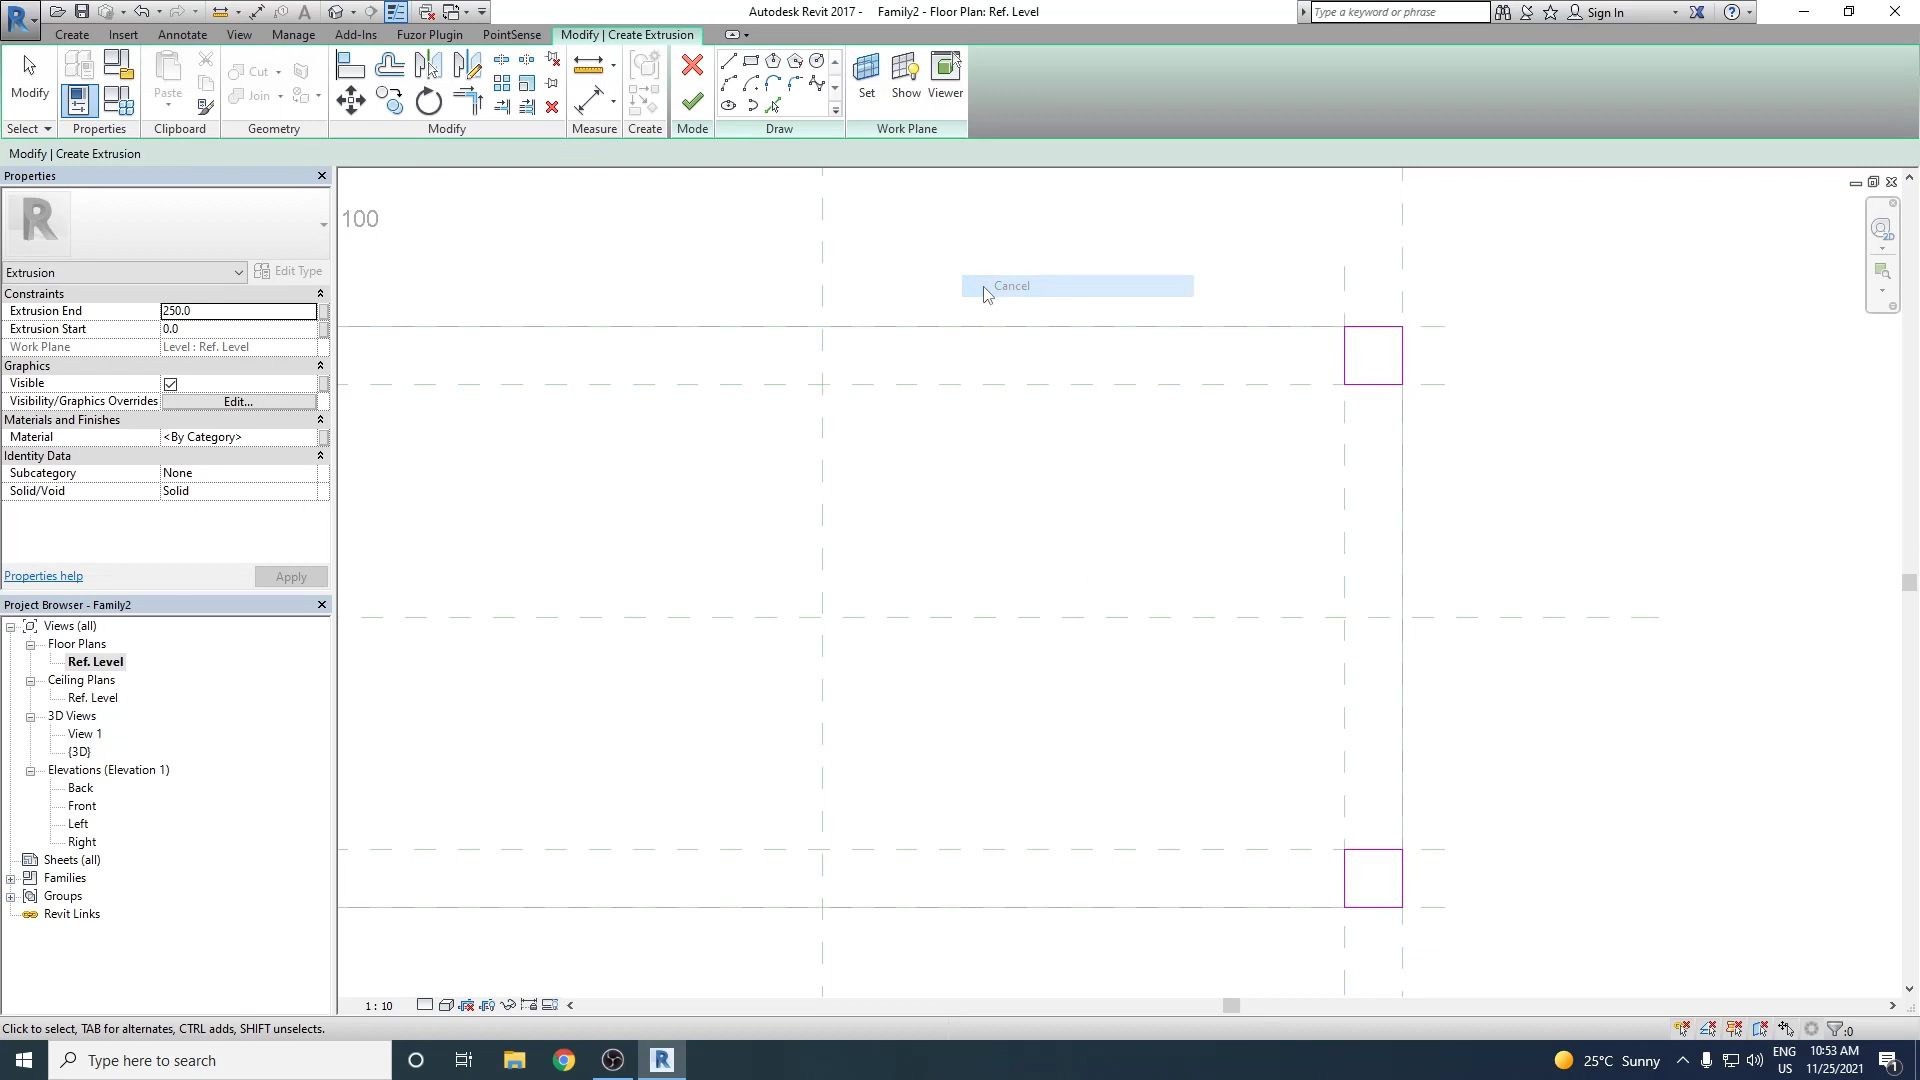 Autodesk Revit 2017 - Family2 - Floor Plan: Ref. Level
Type a keyword or phrase
Sign In
Create Insert Annotate View Manage Add-Ins Fuzor Plugin PointSense Modify | Create Extrusion
Modify
Paste
Cut
Join
Set Show Viewer
Select Properties Clipboard Geometry Modify Measure Create Mode Draw Work Plane
Modify | Create Extrusion
Properties
R
Extrusion Edit Type
Constraints
Extrusion End 250.0
Extrusion Start 0.0
Work Plane Level : Ref. Level
Graphics
Visible
Visibility/Graphics Overrides Edit...
Materials and Finishes
Material <By Category>
Identity Data
Subcategory None
Solid/Void Solid
Properties help Apply
Project Browser - Family2
Views (all)
Floor Plans
Ref. Level
Ceiling Plans
Ref. Level
3D Views
View 1
{3D}
Elevations (Elevation 1)
Back
Front
Left
Right
Sheets (all)
Families
Groups
Revit Links
100
Cancel
2D
1 : 10
Click to select, TAB for alternates, CTRL adds, SHIFT unselects.
:0
Type here to search
25°C Sunny
ENG
US
10:53 AM
11/25/2021
1